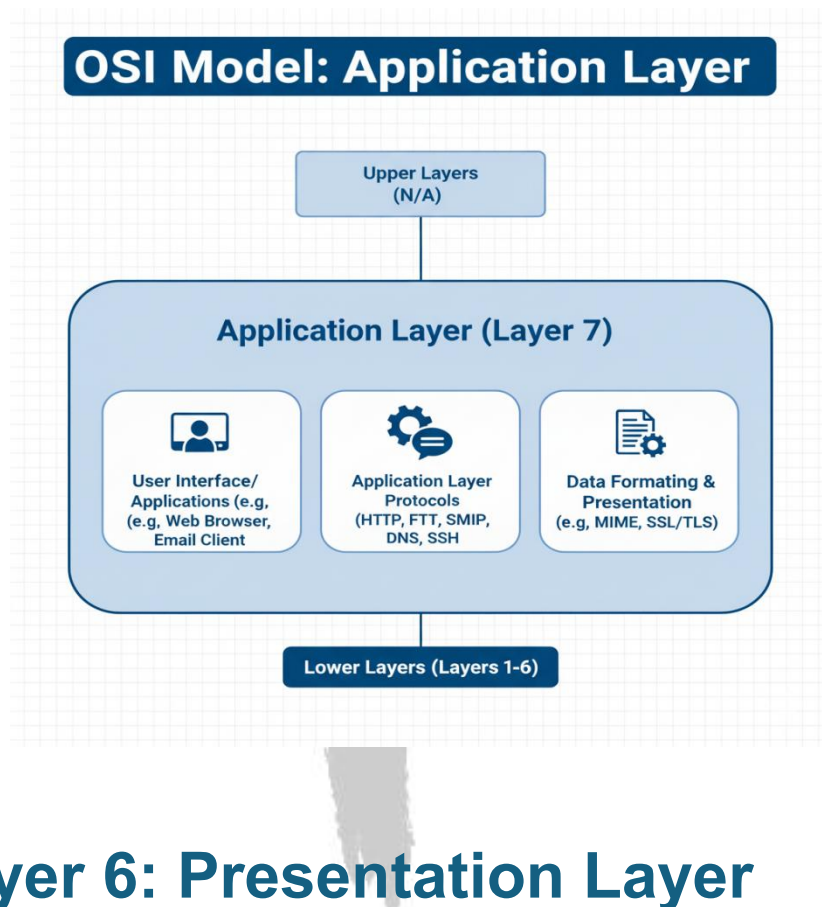 OSI Model: Application Layer
Upper Layers
(N/A)
Application Layer (Layer 7)
User Interface/
Applications (e.g,
(e.g, Web Browser,
Email Client
Application Layer
Protocols
(HTTP, FTT, SMIP,
DNS, SSH
Data Formating &
Presentation
(e.g, MIME, SSL/TLS)
Lower Layers (Layers 1-6)
yer 6: Presentation Layer